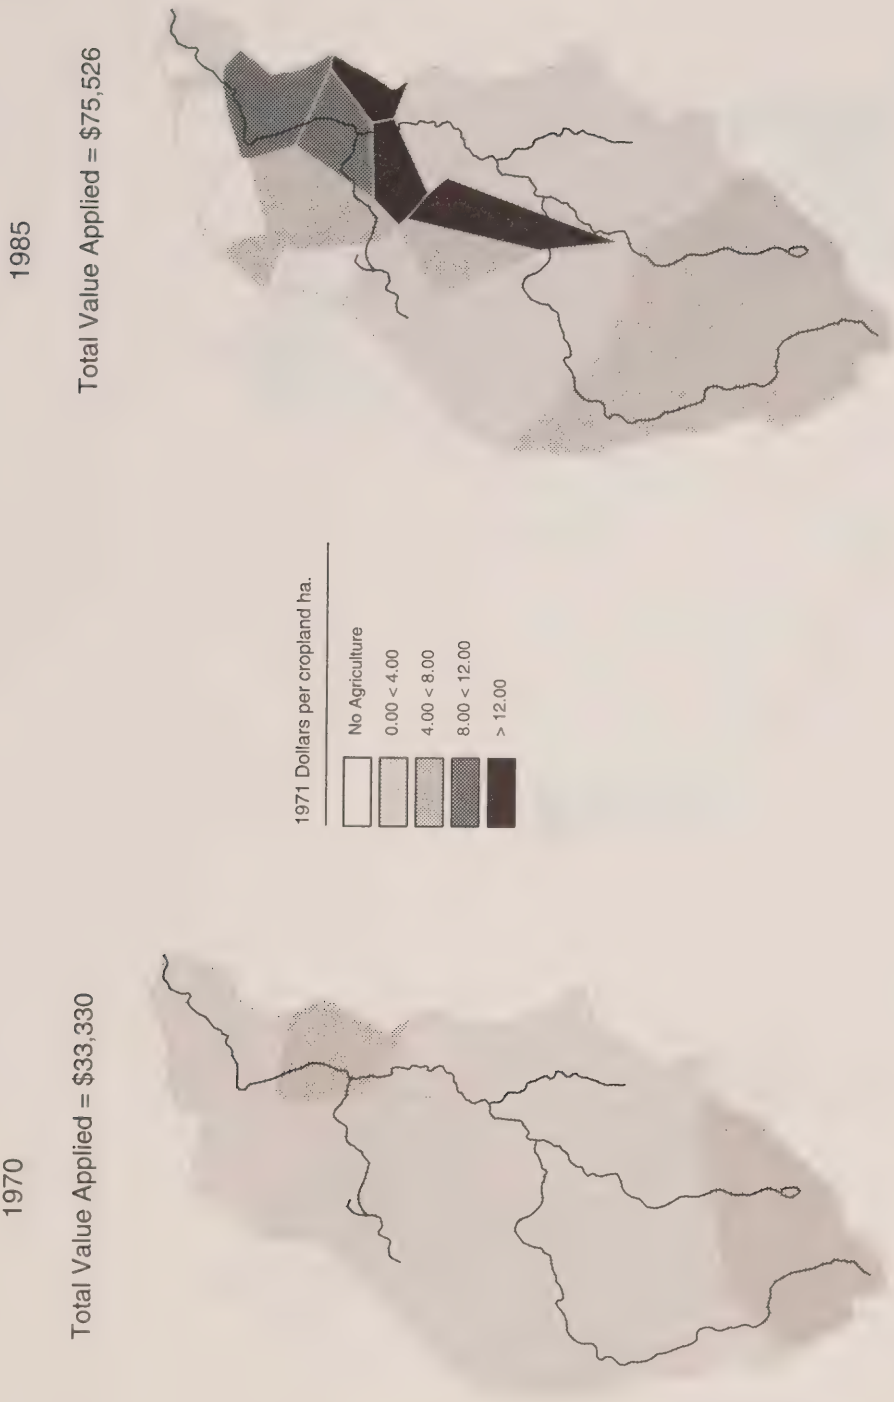 1970
Total Value Applied = $33,330
1985
Total Value Applied = $75,526
1971 Dollars per cropland ha.
No Agriculture
0.00 < 4.00
4.00 < 8.00
8.00 < 12.00
> 12.00